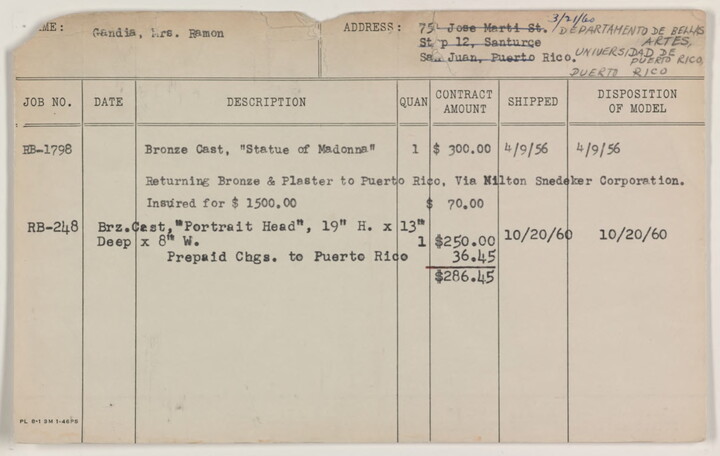 NAME: Gandia, Mrs. Ramon
ADDRESS: 75 Jose Marti St.
Stop 12, Santurce
San Juan, Puerto Rico.
3/21/60
DEPARTAMENTO DE BELLAS
ARTES,
UNIVERSIDAD DE
PUERTO RICO,
PUERTO RICO
JOB NO. DATE DESCRIPTION QUAN CONTRACT AMOUNT SHIPPED DISPOSITION OF MODEL
RB-1798 Bronze Cast, "Statue of Madonna" 1 $ 300.00 4/9/56 4/9/56
Returning Bronze & Plaster to Puerto Rico, Via Milton Snedeker Corporation.
Insured for $ 1500.00 $ 70.00
RB-248 Brz.Cast,"Portrait Head", 19" H. x 13"
Deep x 8" W. 1 $250.00 10/20/60 10/20/60
Prepaid Chgs. to Puerto Rico 36.45
$286.45